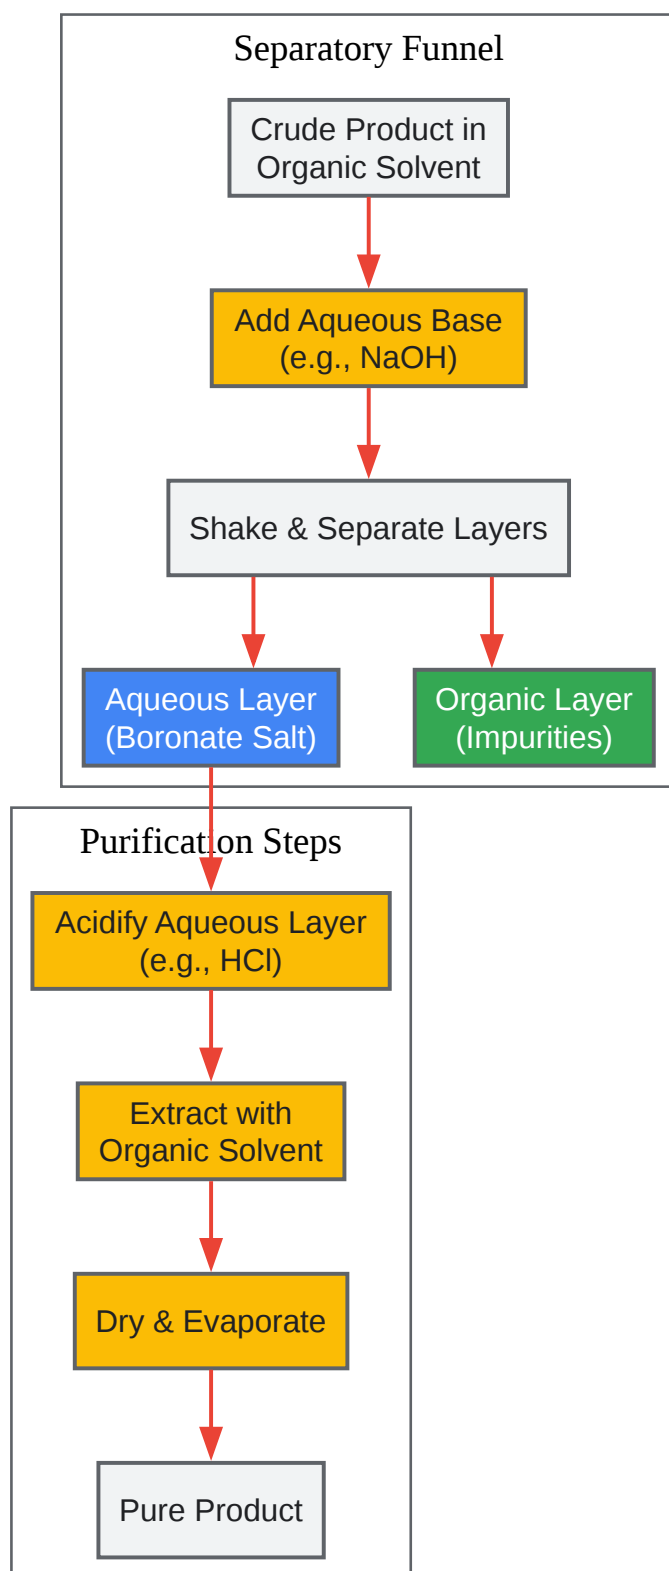 Separatory Funnel
Crude Product in
Organic Solvent
Add Aqueous Base
(e.g., NaOH)
Shake & Separate Layers
Aqueous Layer
(Boronate Salt)
Organic Layer
(Impurities)
Purification Steps
Acidify Aqueous Layer
(e.g., HCl)
Extract with
Organic Solvent
Dry & Evaporate
Pure Product